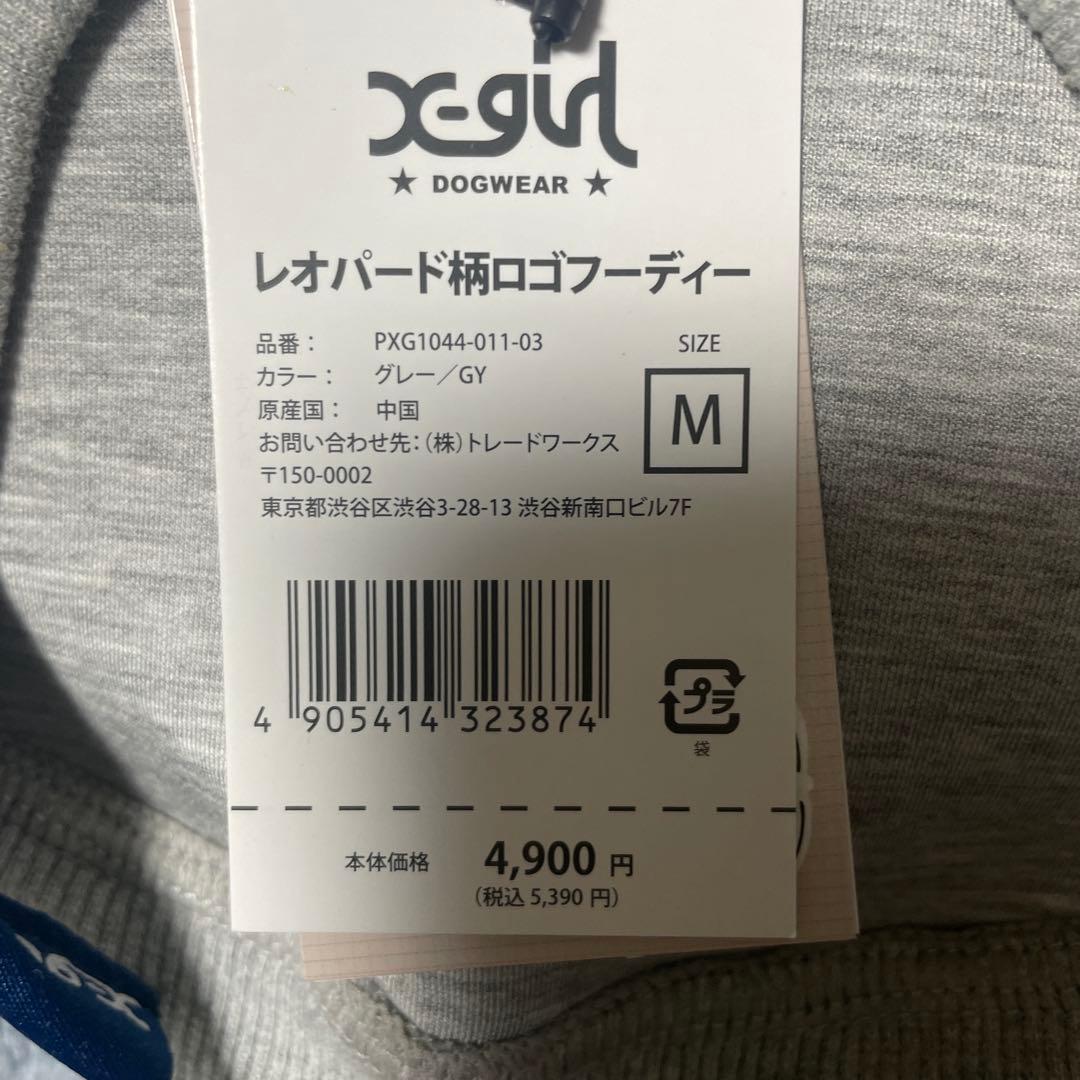 X-girl
★ DOGWEAR ★
レオパード柄ロゴフーディー
品番： PXG1044-011-03
カラー： グレー／GY
原産国： 中国
お問い合わせ先：（株）トレードワークス
〒150-0002
東京都渋谷区渋谷3-28-13 渋谷新南口ビル7F
SIZE
M
4 905414 323874
プラ
袋
本体価格 4,900 円
（税込 5,390 円）